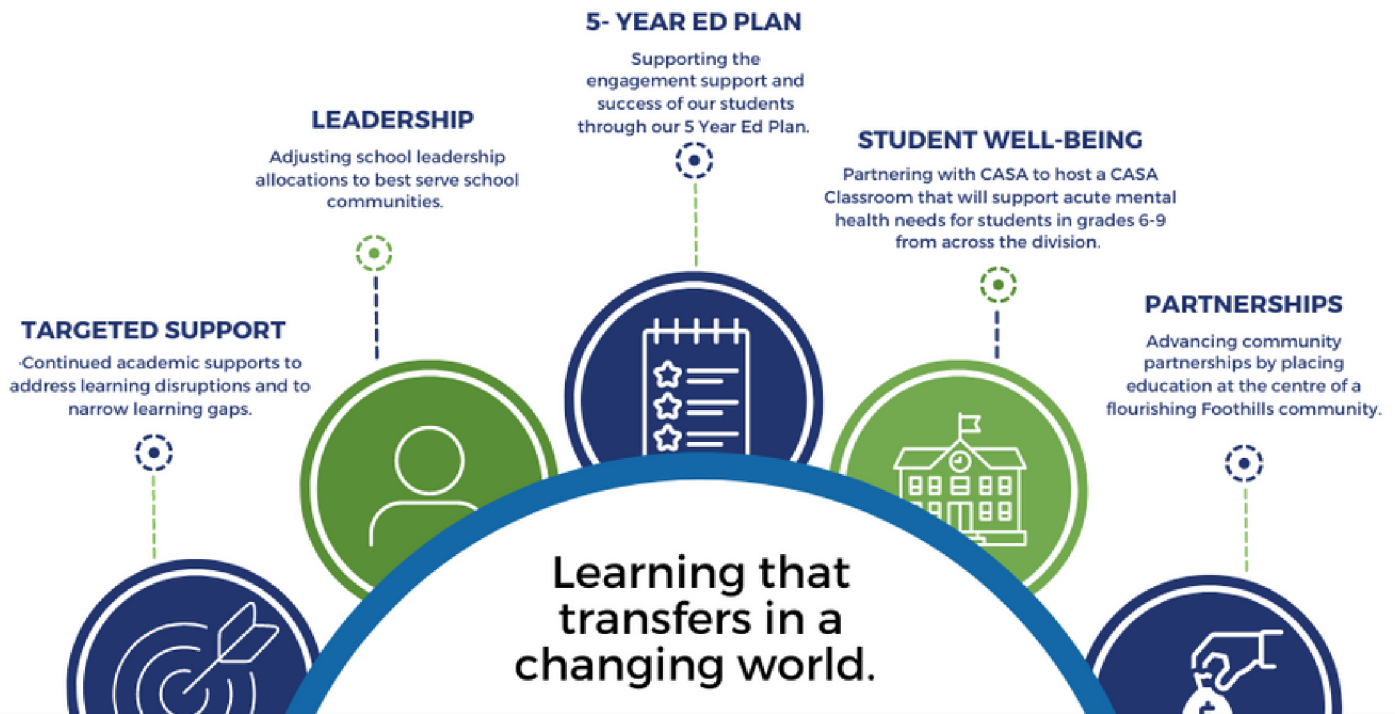 5- YEAR ED PLAN
Supporting the
engagement support and
success of our students
through our 5 Year Ed Plan.
LEADERSHIP
Adjusting school leadership
allocations to best serve school
communities.
STUDENT WELL-BEING
Partnering with CASA to host a CASA
Classroom that will support acute mental
health needs for students in grades 6-9
from across the division.
TARGETED SUPPORT
·Continued academic supports to
address learning disruptions and to
narrow learning gaps.
PARTNERSHIPS
Advancing community
partnerships by placing
education at the centre of a
flourishing Foothills community.
Learning that
transfers in a
changing world.
$